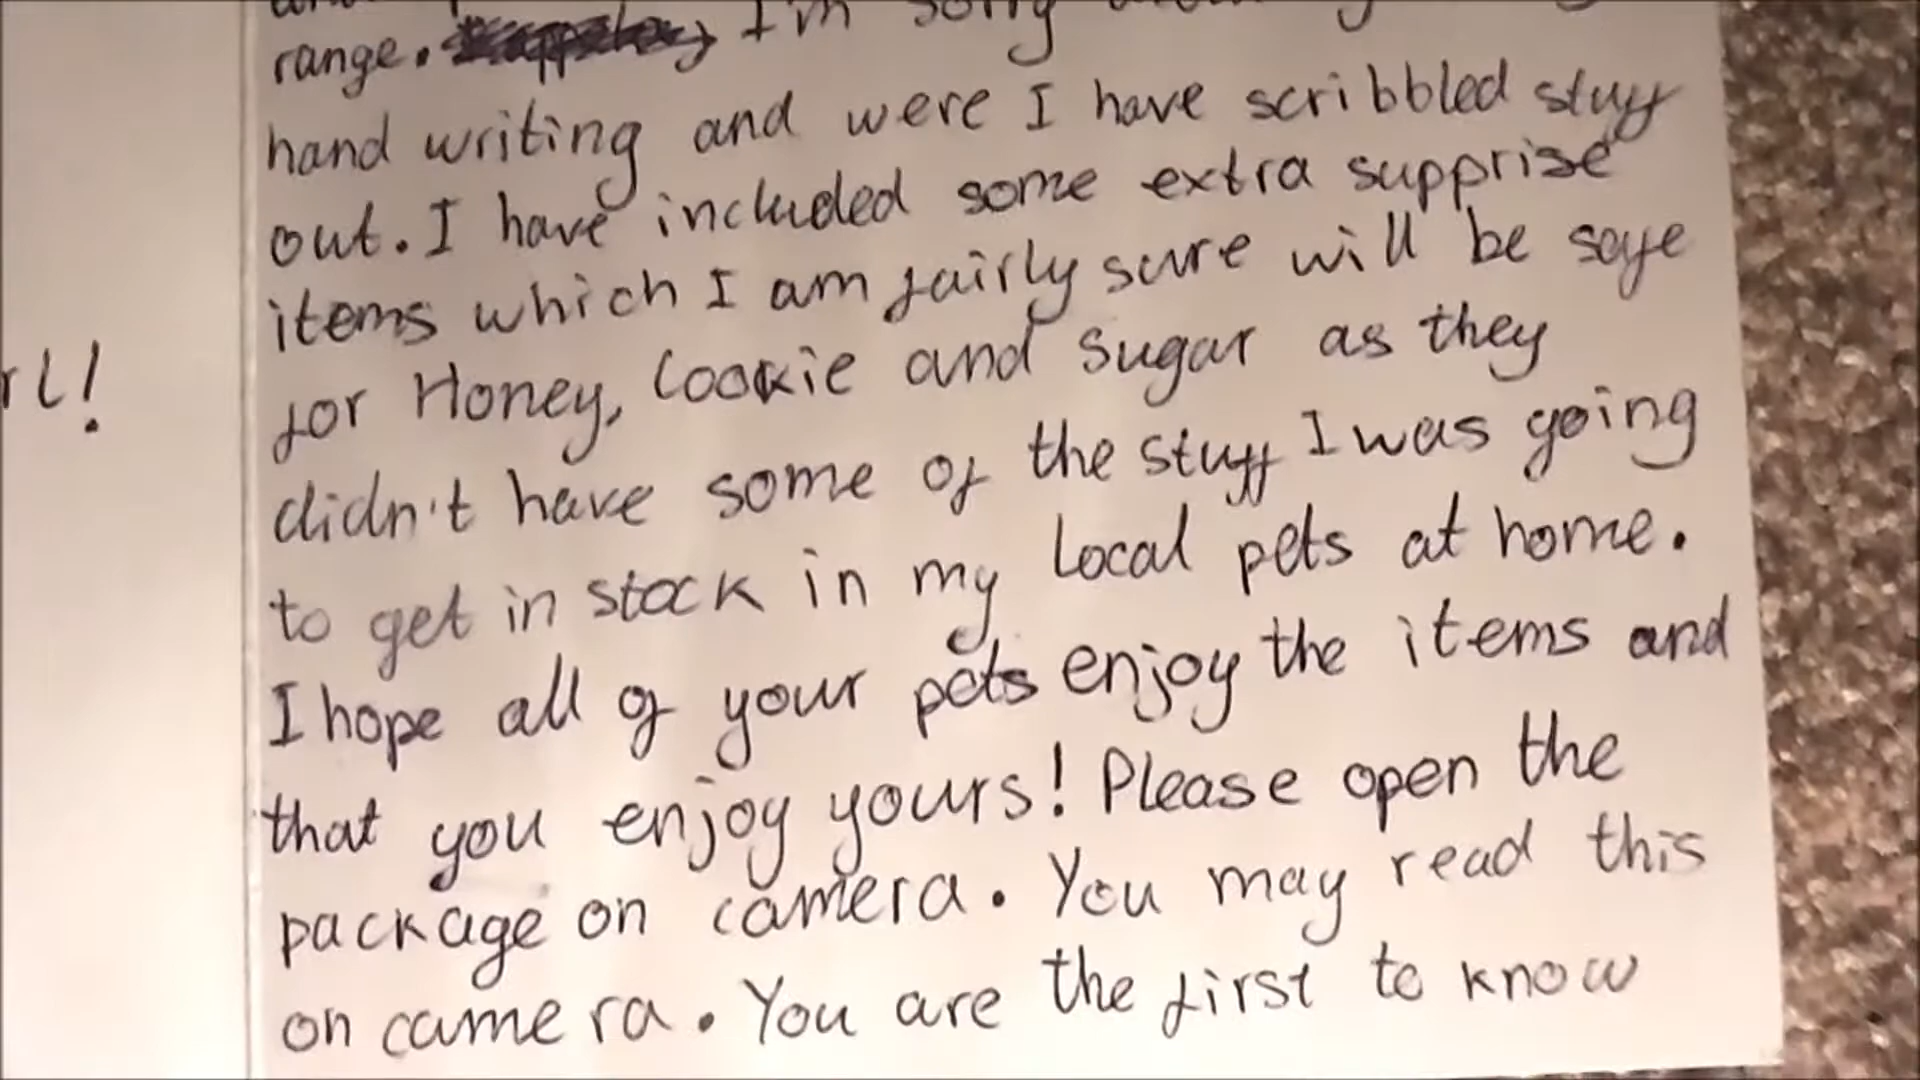 range. I'm sorry
hand writing and were I have scribbled stuff
out. I have included some extra supprise
items which I am fairly sure will be safe
for Honey, Cookie and Sugar as they
didn't have some of the stuff I was going
to get in stock in my local pets at home.
I hope all of your pets enjoy the items and
that you enjoy yours! Please open the
package on camera. You may read this
on camera. You are the first to know